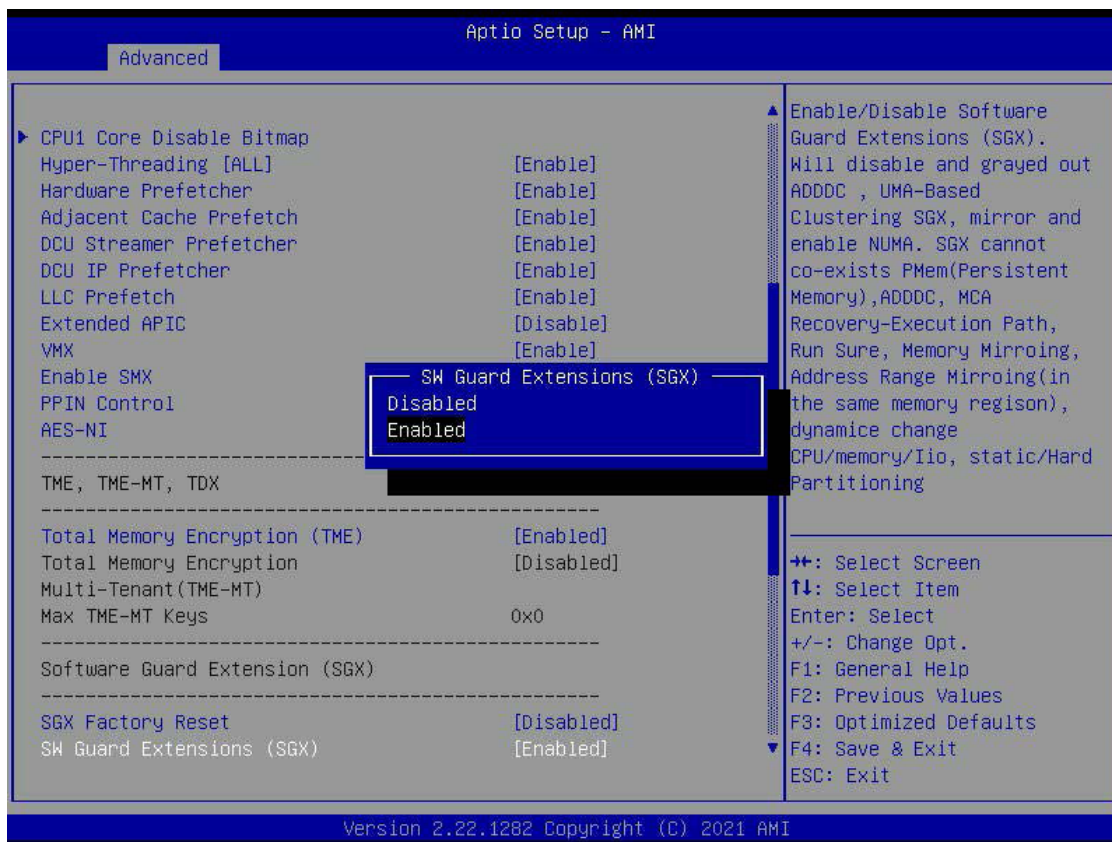 Aptio Setup - AMI
Advanced
CPU1 Core Disable Bitmap
Hyper-Threading [ALL] [Enable]
Hardware Prefetcher [Enable]
Adjacent Cache Prefetch [Enable]
DCU Streamer Prefetcher [Enable]
DCU IP Prefetcher [Enable]
LLC Prefetch [Enable]
Extended APIC [Disable]
VMX [Enable]
Enable SMX
PPIN Control
AES-NI
SW Guard Extensions (SGX)
Disabled
Enabled
TME, TME-MT, TDX
Total Memory Encryption (TME) [Enabled]
Total Memory Encryption [Disabled]
Multi-Tenant(TME-MT)
Max TME-MT Keys 0x0
Software Guard Extension (SGX)
SGX Factory Reset [Disabled]
SW Guard Extensions (SGX) [Enabled]
Enable/Disable Software
Guard Extensions (SGX).
Will disable and grayed out
ADDDC , UMA-Based
Clustering SGX, mirror and
enable NUMA. SGX cannot
co-exists PMem(Persistent
Memory),ADDDC, MCA
Recovery-Execution Path,
Run Sure, Memory Mirroing,
Address Range Mirroing(in
the same memory regison),
dynamice change
CPU/memory/Iio, static/Hard
Partitioning
→←: Select Screen
↑↓: Select Item
Enter: Select
+/-: Change Opt.
F1: General Help
F2: Previous Values
F3: Optimized Defaults
F4: Save & Exit
ESC: Exit
Version 2.22.1282 Copyright (C) 2021 AMI